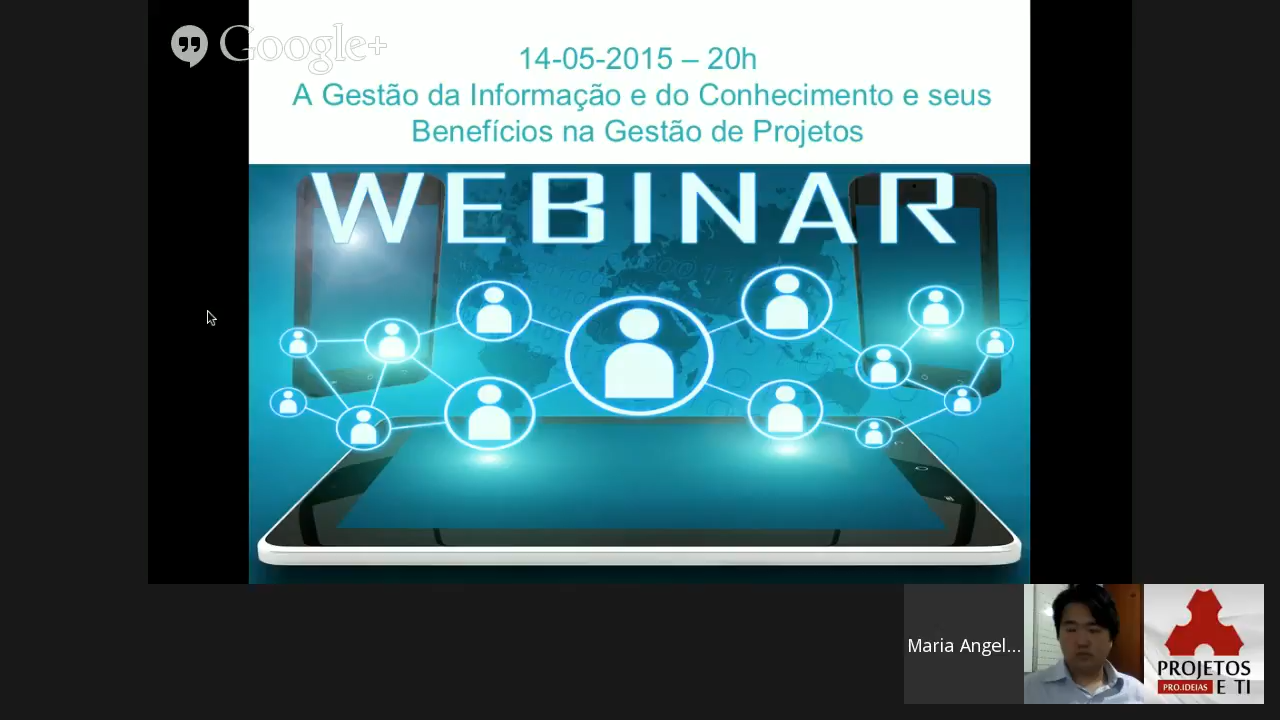 Google+
14-05-2015 – 20h
A Gestão da Informação e do Conhecimento e seus
Benefícios na Gestão de Projetos
WEBINAR
Maria Angel...
PROJETOS
PRO.IDEIAS E TI